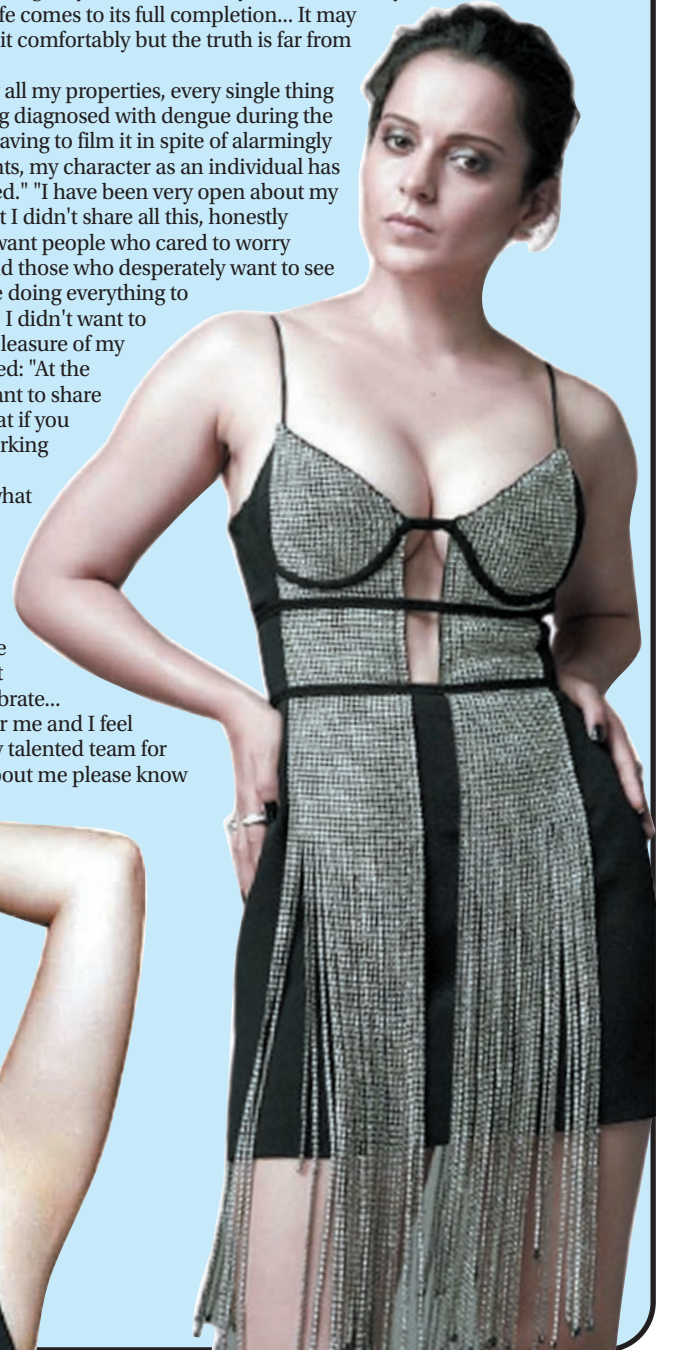 fe comes to its full completion... It may
it comfortably but the truth is far from
all my properties, every single thing
g diagnosed with dengue during the
aving to film it in spite of alarmingly
nts, my character as an individual has
ed." "I have been very open about my
t I didn't share all this, honestly
want people who cared to worry
d those who desperately want to see
e doing everything to
I didn't want to
leasure of my
ed: "At the
ant to share
at if you
rking
what
e
t
brate...
r me and I feel
y talented team for
bout me please know